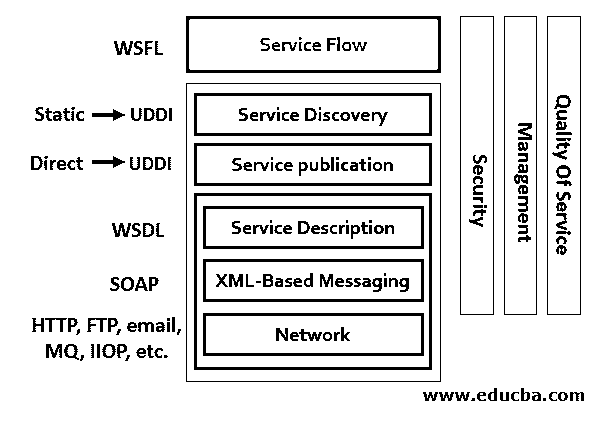 WSFL Service Flow
Static → UDDI Service Discovery
Direct → UDDI Service publication
WSDL Service Description
SOAP XML-Based Messaging
HTTP, FTP, email,
MQ, IIOP, etc.
Network
Security
Management
Quality Of Service
www.educba.com